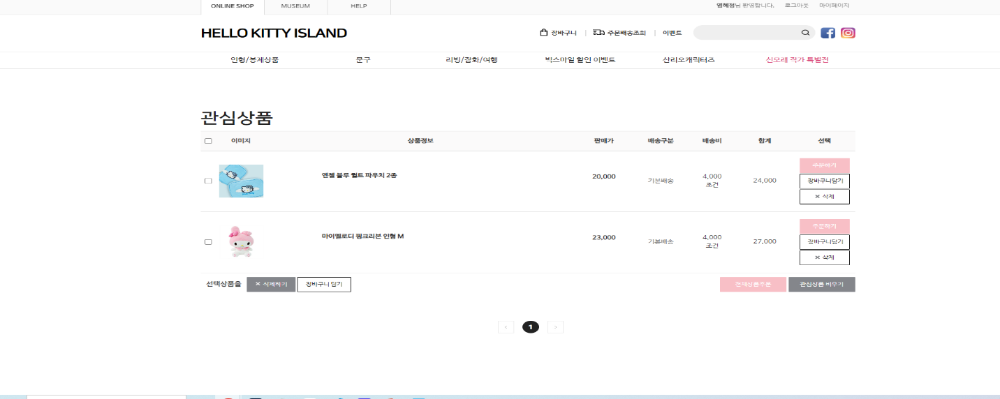 ONLINE SHOP MUSEUM HELP 염혜정님 환영합니다. 로그아웃 마이페이지
HELLO KITTY ISLAND 장바구니 주문배송조회 이벤트
인형/봉제상품 문구 리빙/잡화/여행 빅스마일 할인 이벤트 산리오캐릭터즈 신모래 작가 특별전
관심상품
이미지 상품정보 판매가 배송구분 배송비 합계 선택
주문하기
엔젤 블루 퀼트 파우치 2종 20,000 기본배송 4,000 24,000 장바구니담기
조건
× 삭제
주문하기
마이멜로디 핑크리본 인형 M 23,000 기본배송 4,000 27,000 장바구니담기
조건
× 삭제
선택상품을 × 삭제하기 장바구니 담기 전체상품주문 관심상품 비우기
< 1 >